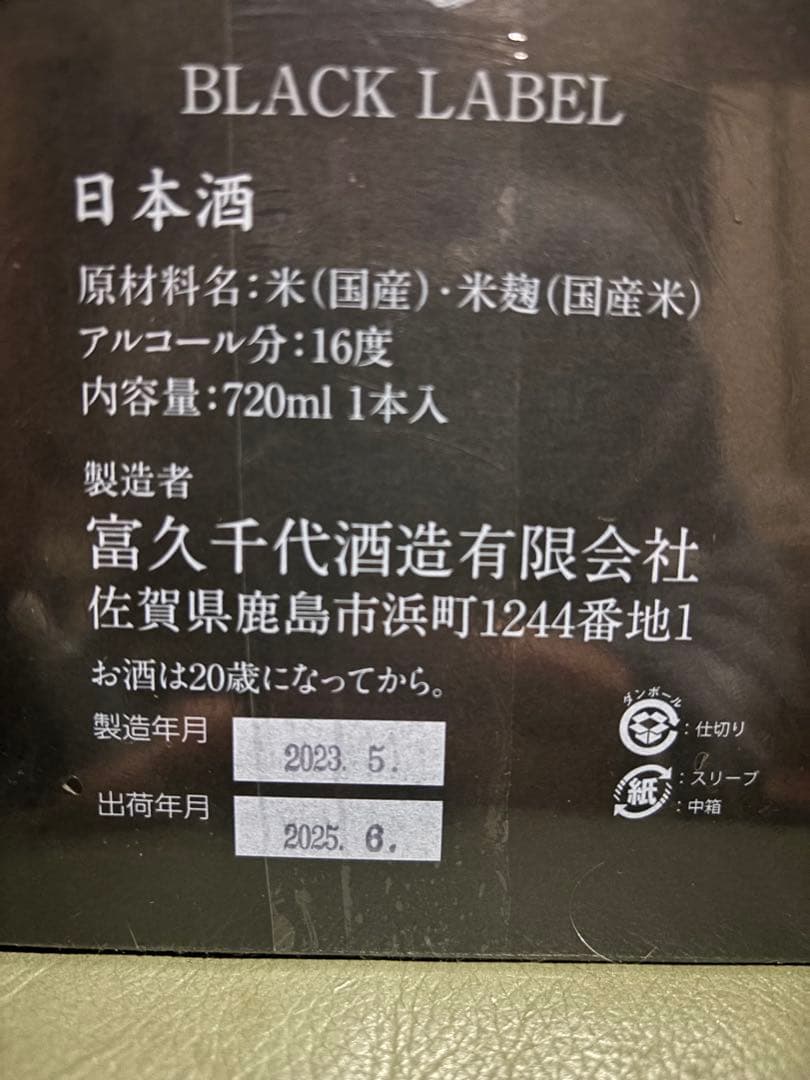 BLACK LABEL
日本酒
原材料名：米（国産）・米麹（国産米）
アルコール分：16度
内容量：720ml 1本入
製造者
富久千代酒造有限会社
佐賀県鹿島市浜町1244番地1
お酒は20歳になってから。
製造年月 2023. 5.
出荷年月 2025. 6.
ダンボール
：仕切り
紙
：スリーブ
：中箱